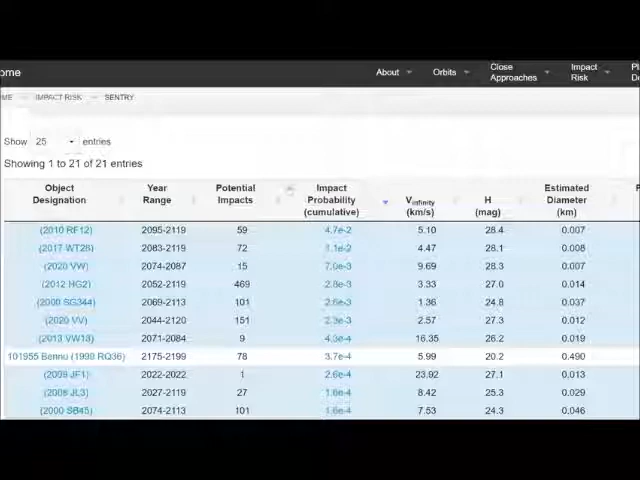 ome About Orbits Close Approaches Impact Risk Pl De
ME IMPACT RISK SENTRY
Show 25 entries
Showing 1 to 21 of 21 entries
Object Designation Year Range Potential Impacts Impact Probability (cumulative) Vinfinity (km/s) H (mag) Estimated Diameter (km) P
(2010 RF12) 2095-2119 59 4.7e-2 5.10 28.4 0.007
(2017 WT28) 2083-2119 72 1.1e-2 4.47 28.1 0.008
(2020 VW) 2074-2087 15 7.0e-3 9.69 28.3 0.007
(2012 HG2) 2052-2119 469 2.8e-3 3.33 27.0 0.014
(2000 SG344) 2069-2113 101 2.6e-3 1.36 24.8 0.037
(2020 VV) 2044-2120 151 2.3e-3 2.57 27.3 0.012
(2013 VW13) 2071-2084 9 4.3e-4 16.35 26.2 0.019
101955 Bennu (1999 RQ36) 2175-2199 78 3.7e-4 5.99 20.2 0.490
(2009 JF1) 2022-2022 1 2.6e-4 23.92 27.1 0.013
(2008 JL3) 2027-2119 27 1.6e-4 8.42 25.3 0.029
(2000 SB45) 2074-2113 101 1.6e-4 7.53 24.3 0.046